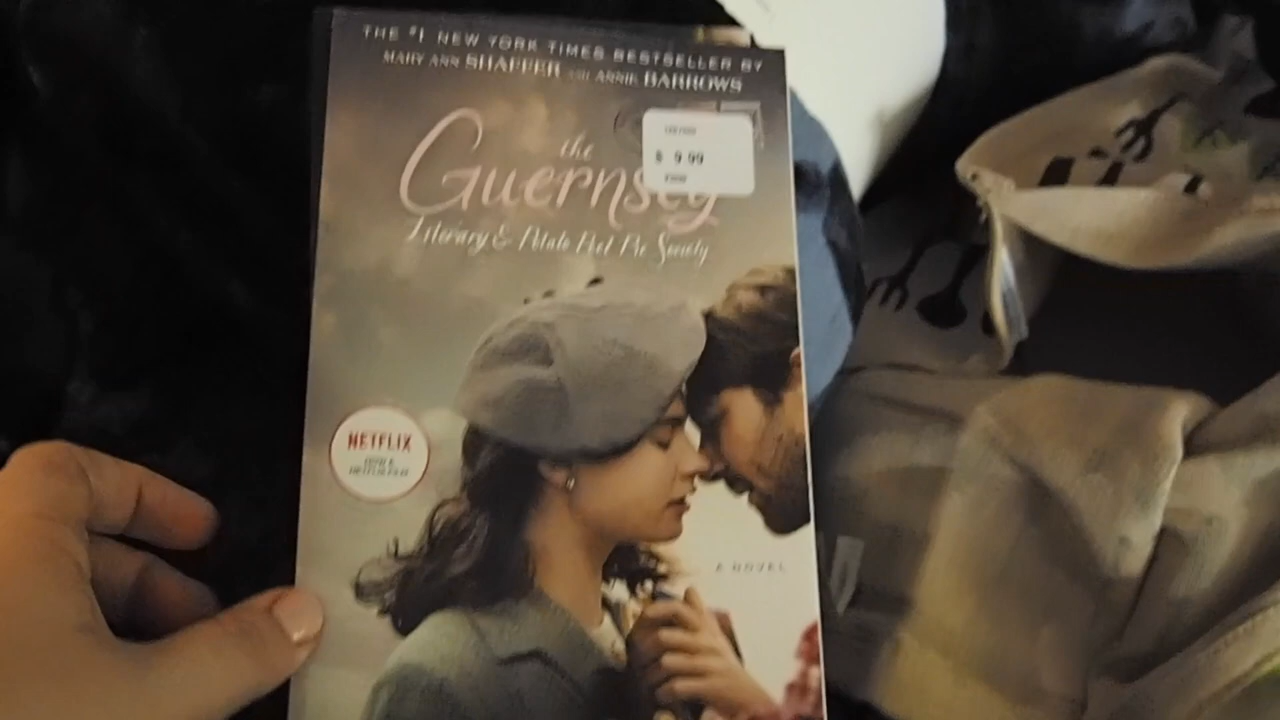 THE #1 NEW YORK TIMES BESTSELLER BY
MARY ANN SHAFFER AND ANNIE BARROWS
the
Guernsey
Literary & Potato Peel Pie Society
$ 9.99
NETFLIX
A NOVEL